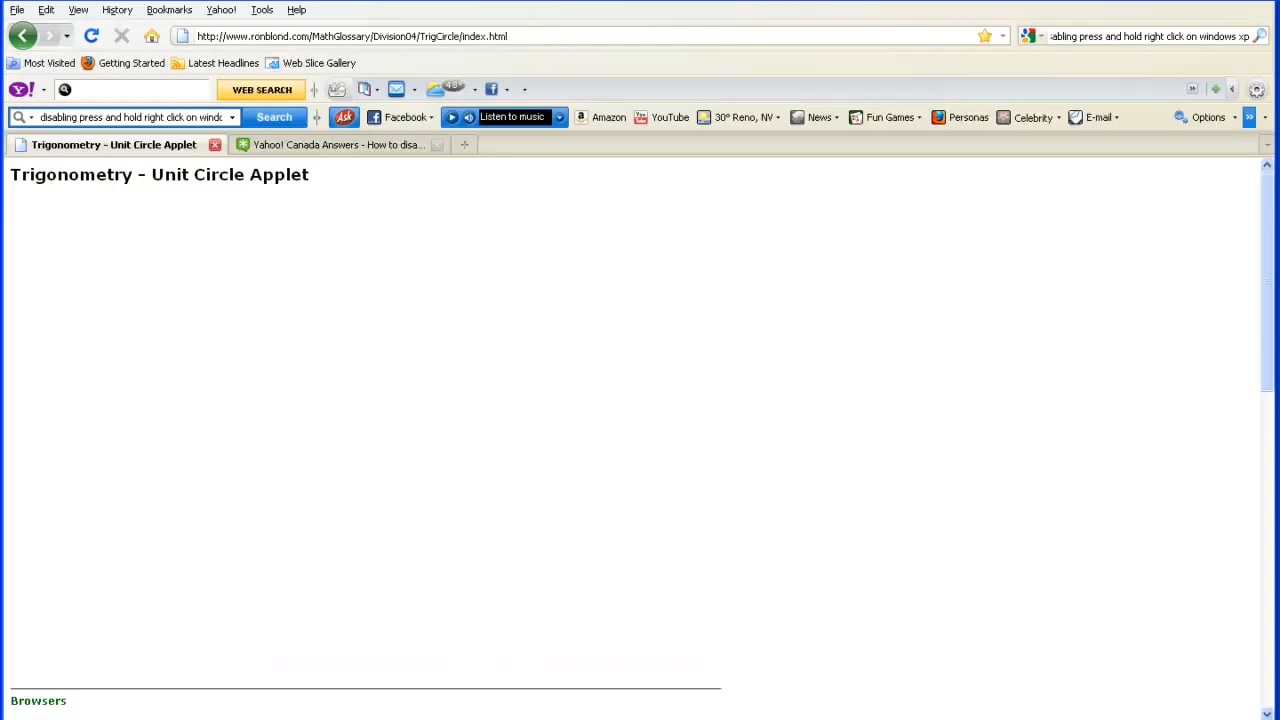 File Edit View History Bookmarks Yahoo! Tools Help
http://www.ronblond.com/MathGlossary/Division04/TrigCircle/index.html abling press and hold right click on windows xp
Most Visited Getting Started Latest Headlines Web Slice Gallery
Y! WEB SEARCH 48°
disabling press and hold right click on windo Search Ask Facebook Listen to music Amazon YouTube 30° Reno, NV News Fun Games Personas Celebrity E-mail Options
Trigonometry - Unit Circle Applet Yahoo! Canada Answers - How to disa...
Trigonometry - Unit Circle Applet
Browsers